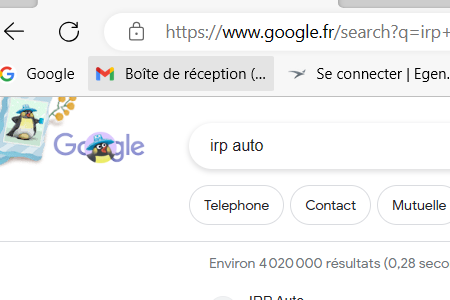 https://www.google.fr/search?q=irp+
Google Boîte de réception (... Se connecter | Egen.
Google irp auto
Telephone Contact Mutuelle
Environ 4 020 000 résultats (0,28 seco
IRP Auto